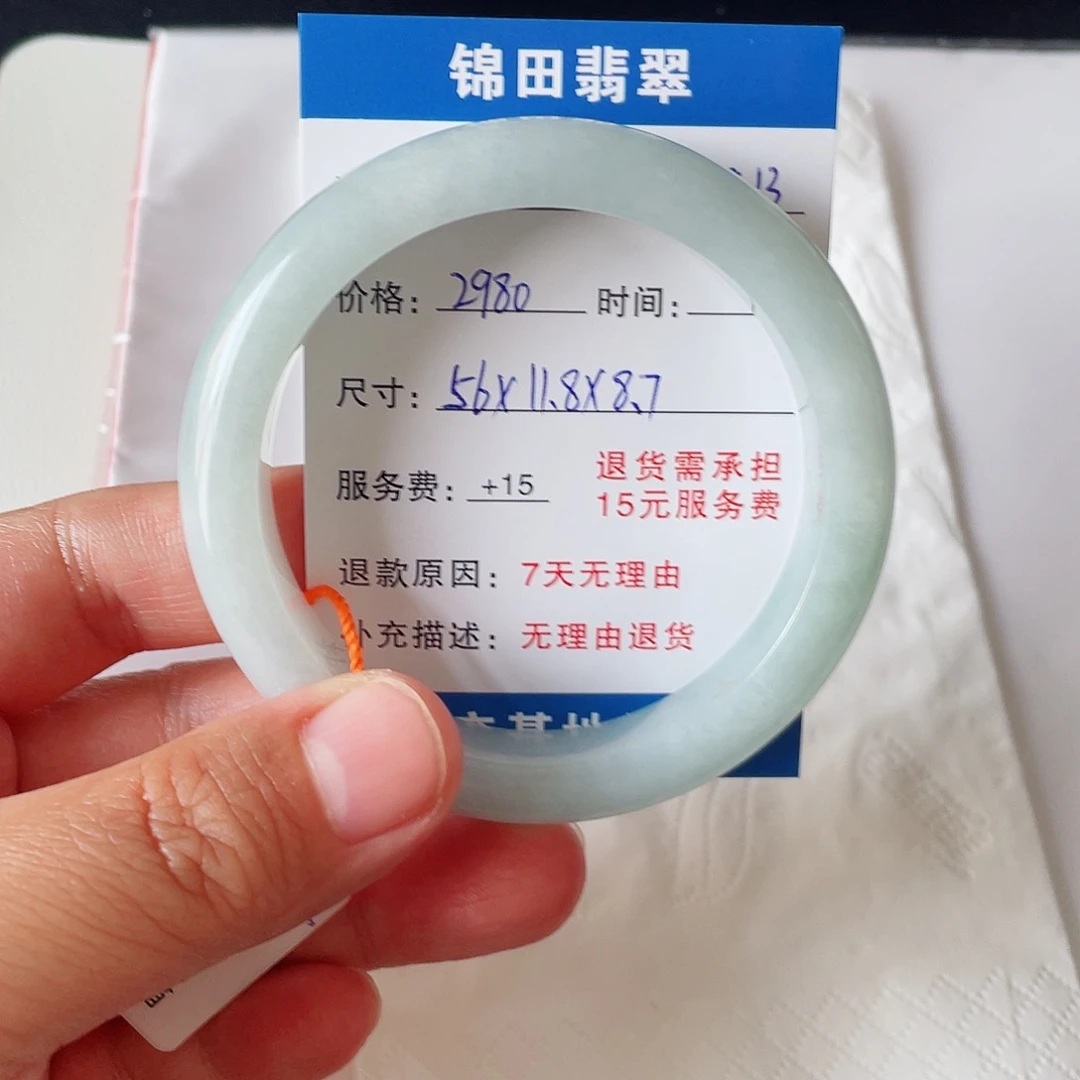 锦田翡翠
13
价格: 2980 时间:
尺寸: 56x11.8x8.7
服务费: +15 退货需承担
15元服务费
退款原因: 7天无理由
补充描述: 无理由退货
基地